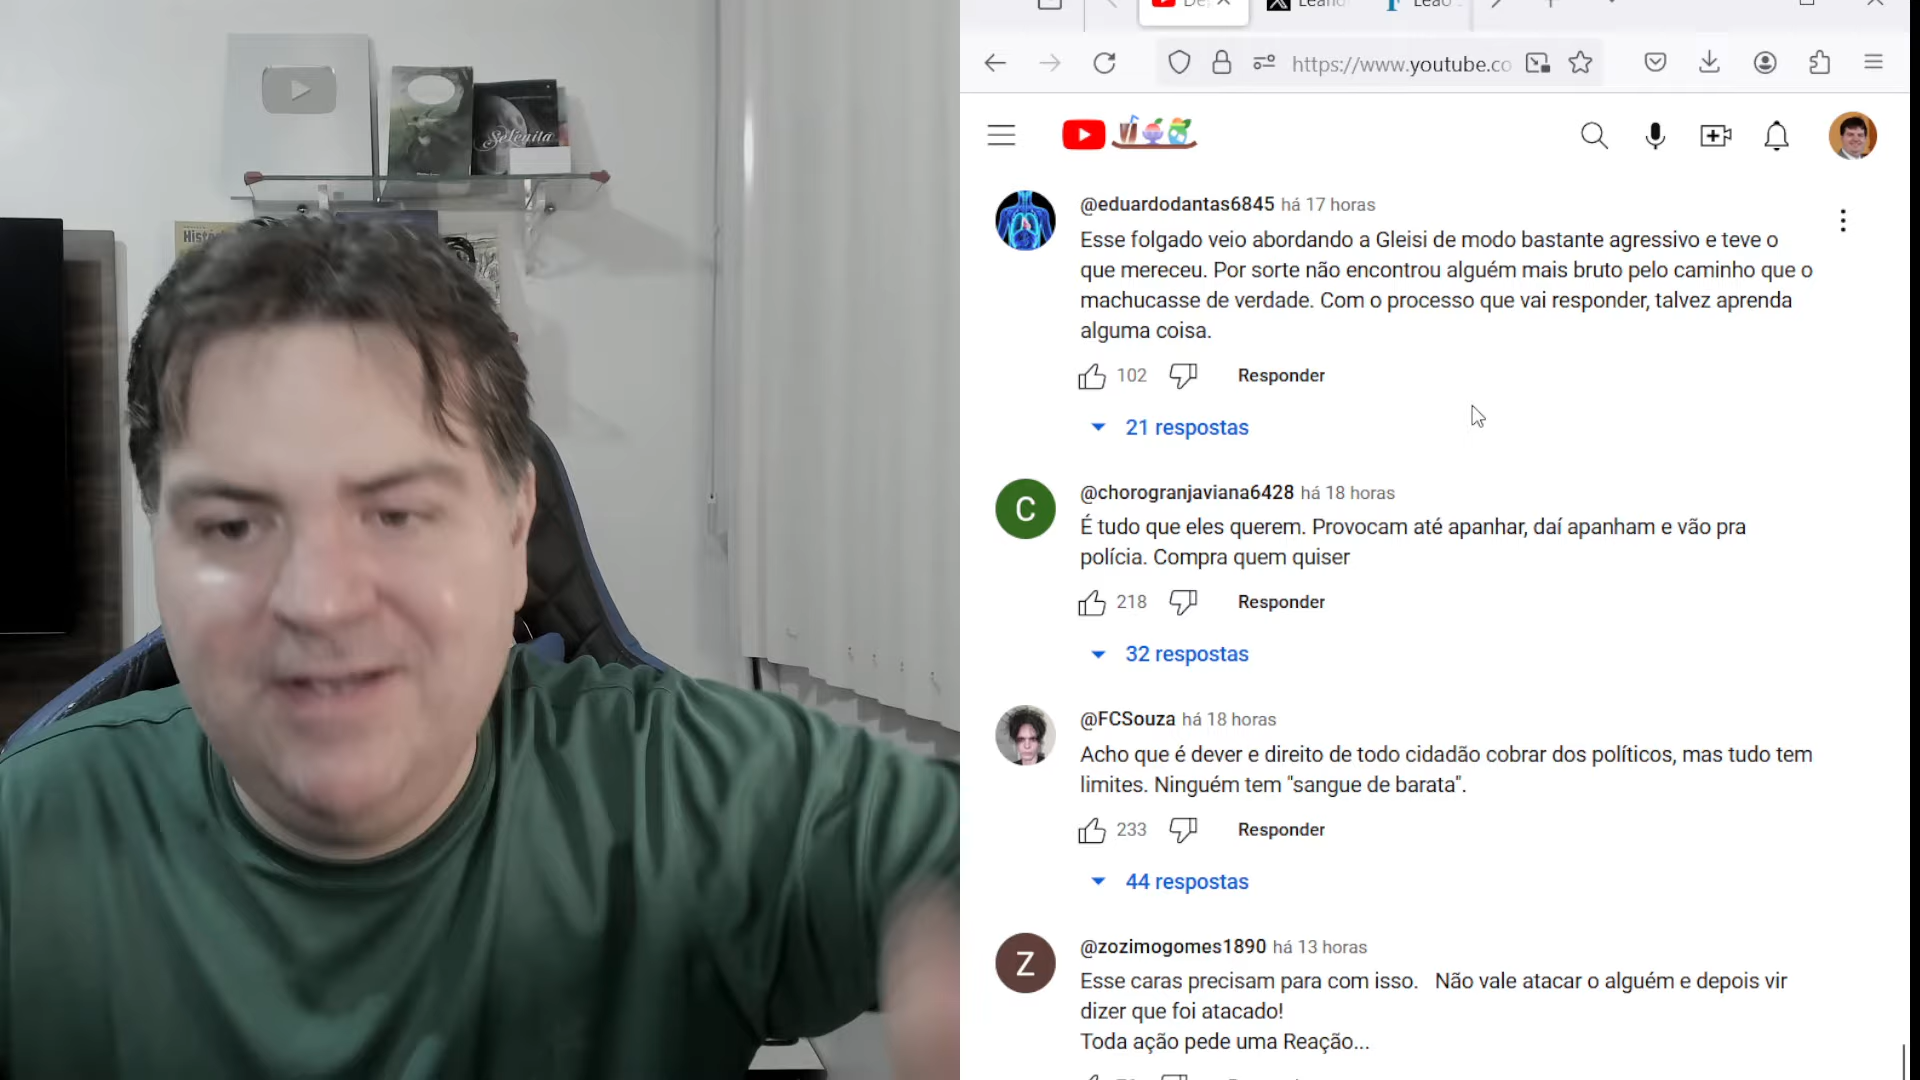 De
Leand
Leão
https://www.youtube.co
@eduardodantas6845 há 17 horas
Esse folgado veio abordando a Gleisi de modo bastante agressivo e teve o
que mereceu. Por sorte não encontrou alguém mais bruto pelo caminho que o
machucasse de verdade. Com o processo que vai responder, talvez aprenda
alguma coisa.
102 Responder
21 respostas
C
@chorogranjaviana6428 há 18 horas
É tudo que eles querem. Provocam até apanhar, daí apanham e vão pra
polícia. Compra quem quiser
218 Responder
32 respostas
@FCSouza há 18 horas
Acho que é dever e direito de todo cidadão cobrar dos políticos, mas tudo tem
limites. Ninguém tem "sangue de barata".
233 Responder
44 respostas
Z
@zozimogomes1890 há 13 horas
Esse caras precisam para com isso. Não vale atacar o alguém e depois vir
dizer que foi atacado!
Toda ação pede uma Reação...
Selenita
Histó